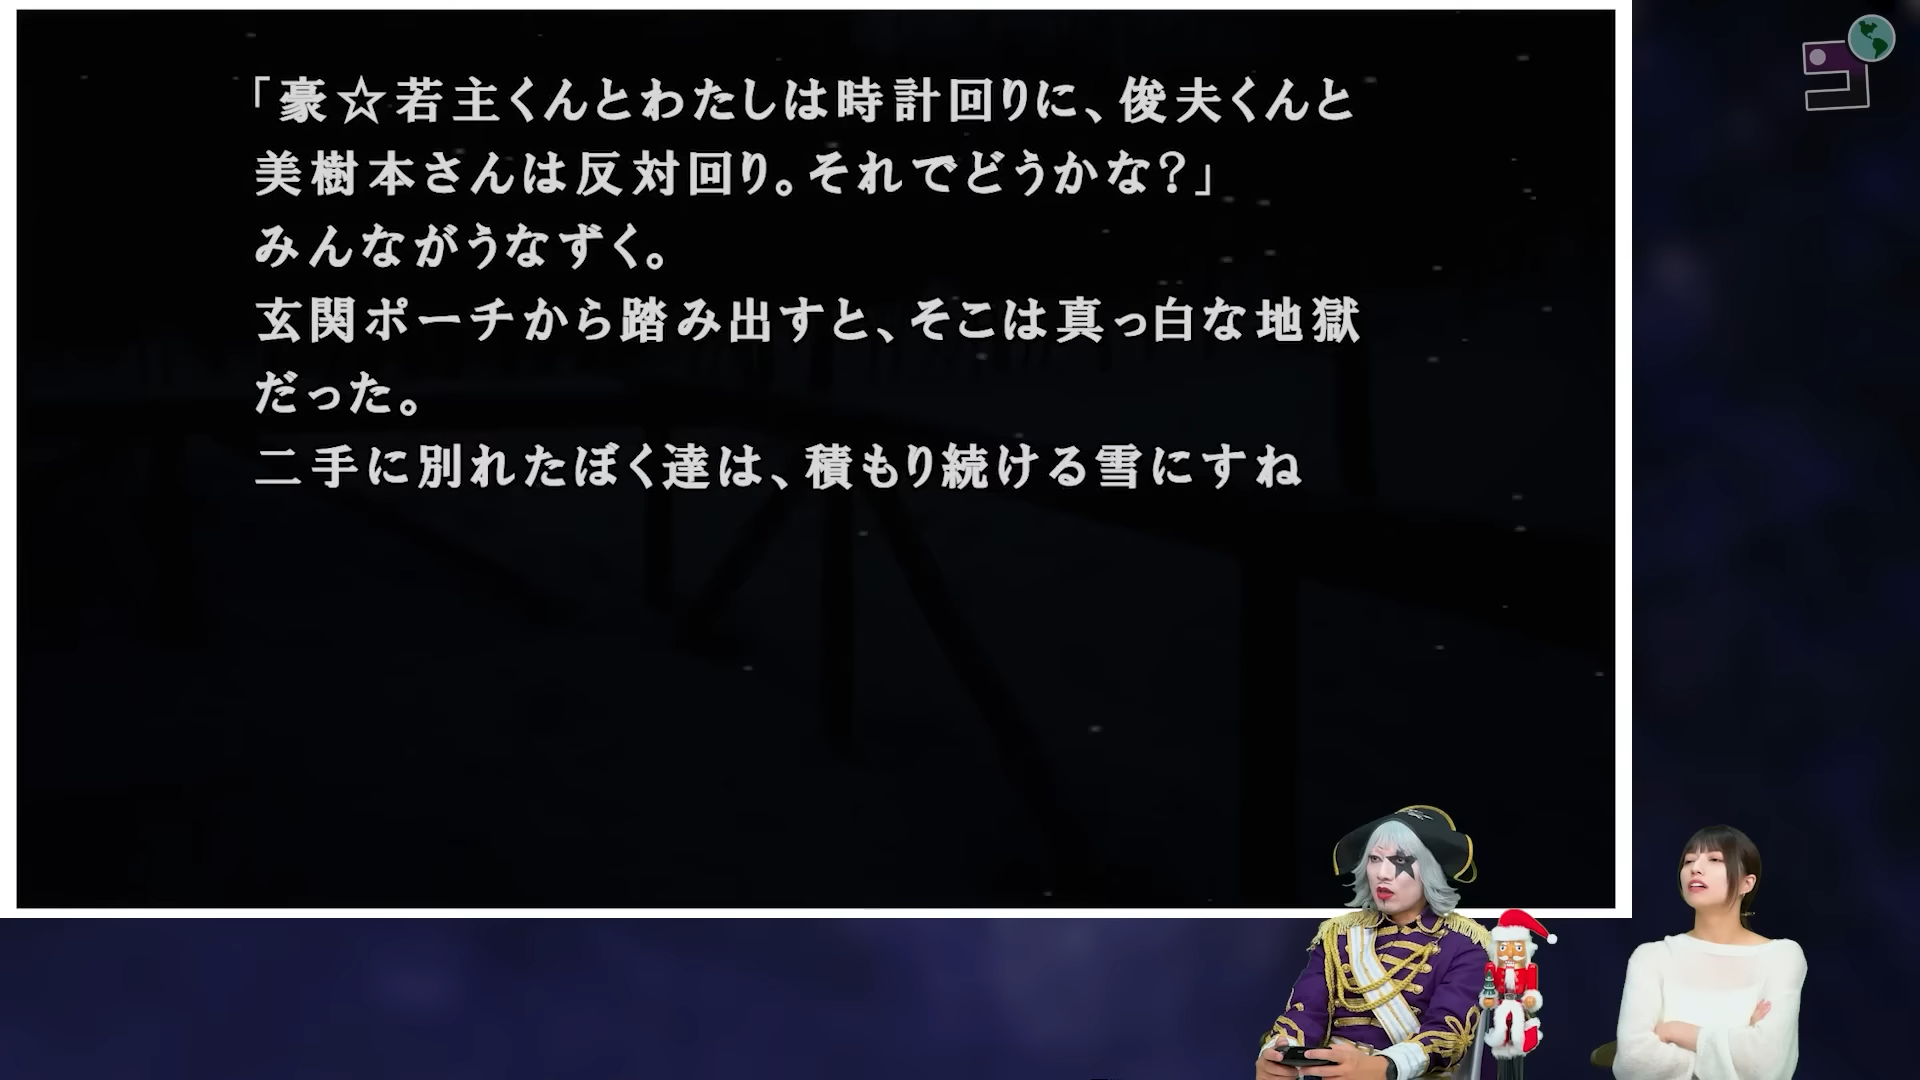 「豪☆若主くんとわたしは時計回りに、俊夫くんと
美樹本さんは反対回り。それでどうかな?」
みんながうなずく。
玄関ポーチから踏み出すと、そこは真っ白な地獄
だった。
二手に別れたぼく達は、積もり続ける雪にすね